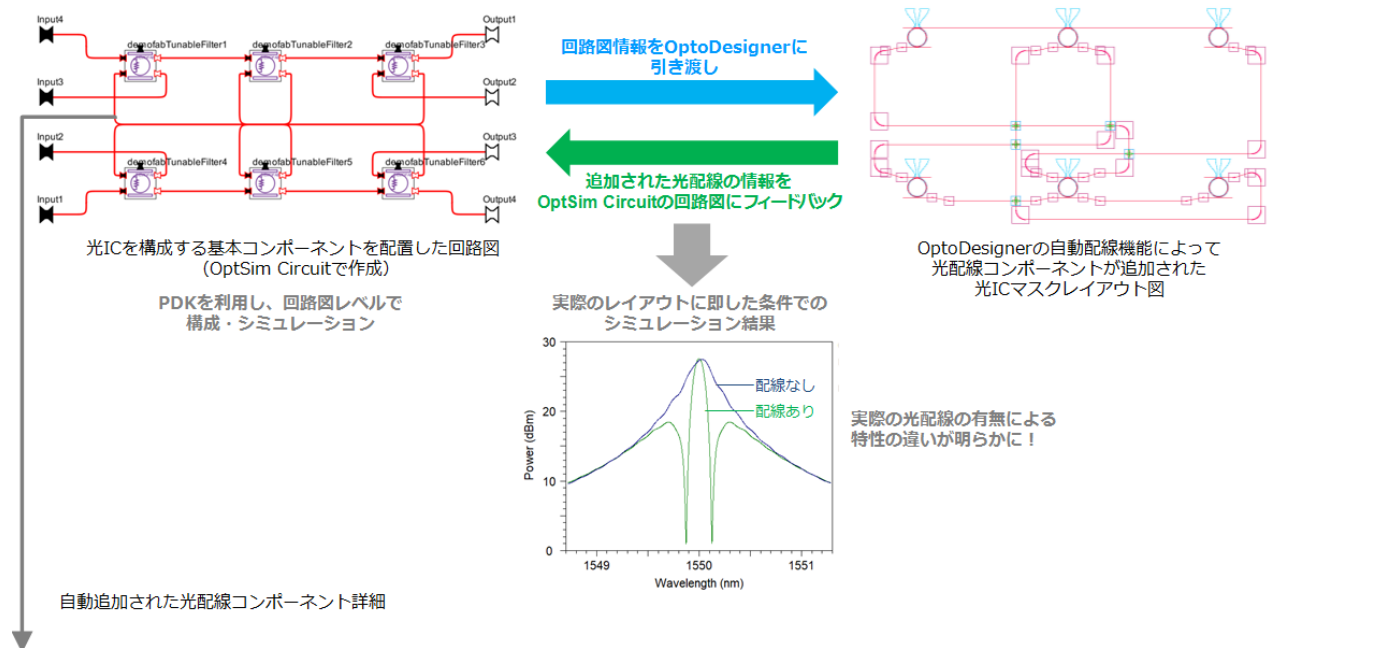 Input4
Output1
demofabTunableFilter1
demofabTunableFilter2
demofabTunableFilter3
Input3
Output2
Input2
Output3
demofabTunableFilter4
demofabTunableFilter5
demofabTunableFilter6
Input1
Output4
光ICを構成する基本コンポーネントを配置した回路図
（OptSim Circuitで作成）
PDKを利用し、回路図レベルで
構成・シミュレーション
回路図情報をOptoDesignerに
引き渡し
追加された光配線の情報を
OptSim Circuitの回路図にフィードバック
OptoDesignerの自動配線機能によって
光配線コンポーネントが追加された
光ICマスクレイアウト図
実際のレイアウトに即した条件での
シミュレーション結果
30
20
10
0
Power (dBm)
配線なし
配線あり
1549
1550
1551
Wavelength (nm)
実際の光配線の有無による
特性の違いが明らかに！
自動追加された光配線コンポーネント詳細